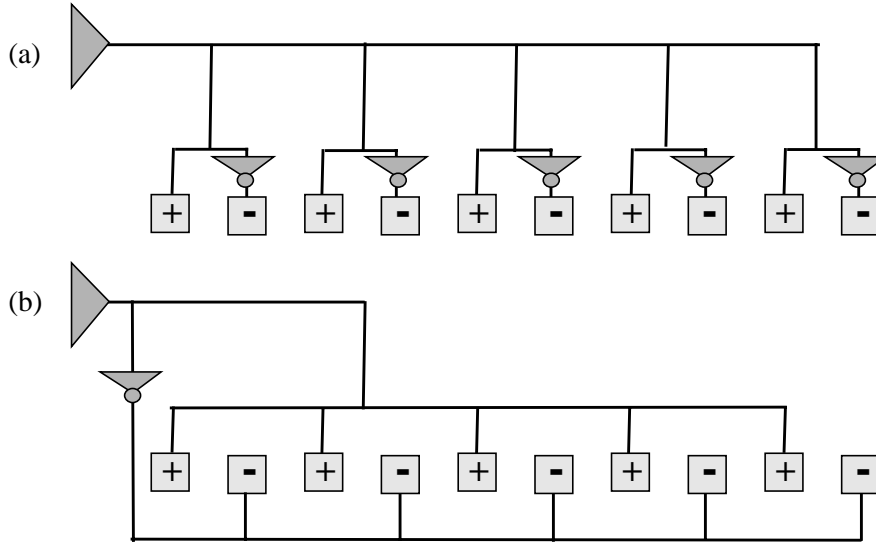 (a)
+ - + - + - + - + -
(b)
+ - + - + - + - + -